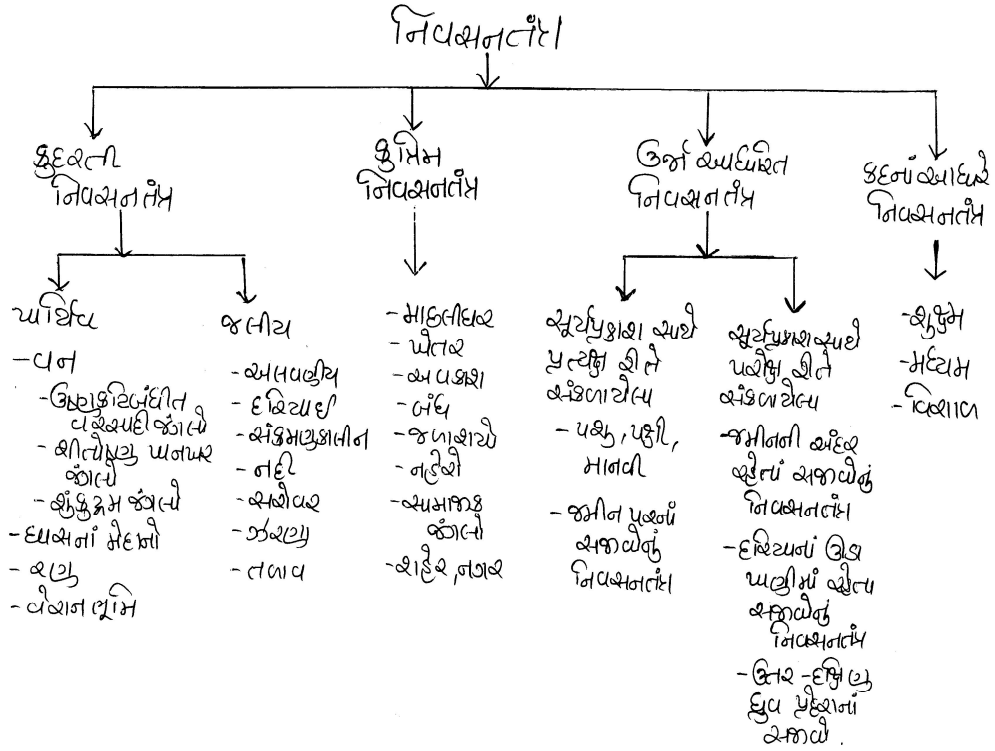 નિવસનતંત્ર
કુદરતી
નિવસનતંત્ર
પાર્થિવ
- વન
- ઉષ્ણકટિબંધીત
વરસાદી જંગલો
- શીતોષ્ણ પાનખર
જંગલો
- શંકુદ્રુમ જંગલો
- ઘાસનાં મેદાનો
- રણ
- વેરાનભૂમિ
જલીય
- અલવણીય
- દરિયાઈ
- સંક્રમણકાલીન
- નદી
- સરોવર
- ઝરણુ
- તળાવ
કૃત્રિમ
નિવસનતંત્ર
- માછલીઘર
- ખેતર
- અવકાશ
- બંધ
- જળાશયો
- નહેરો
- સામાજીક
જંગલો
- શહેર, નગર
ઉર્જા આધારિત
નિવસનતંત્ર
સૂર્યપ્રકાશ સાથે
પ્રત્યક્ષ રીતે
સંકળાયેલા
- પશુ, પક્ષી,
માનવી
- જમીન પરનાં
સજીવોનું
નિવસનતંત્ર
સૂર્યપ્રકાશ સાથે
પરોક્ષ રીતે
સંકળાયેલા
- જમીનની અંદર
રહેતાં સજીવોનું
નિવસનતંત્ર
- દરિયાનાં ઊંડા
પાણીમાં રહેતા
સજીવોનું
નિવસનતંત્ર
- ઉત્તર - દક્ષિણ
ધ્રુવ પ્રદેશનાં
સજીવો.
કદનાં આધારે
નિવસનતંત્ર
- સુક્ષ્મ
- મધ્યમ
- વિશાળ